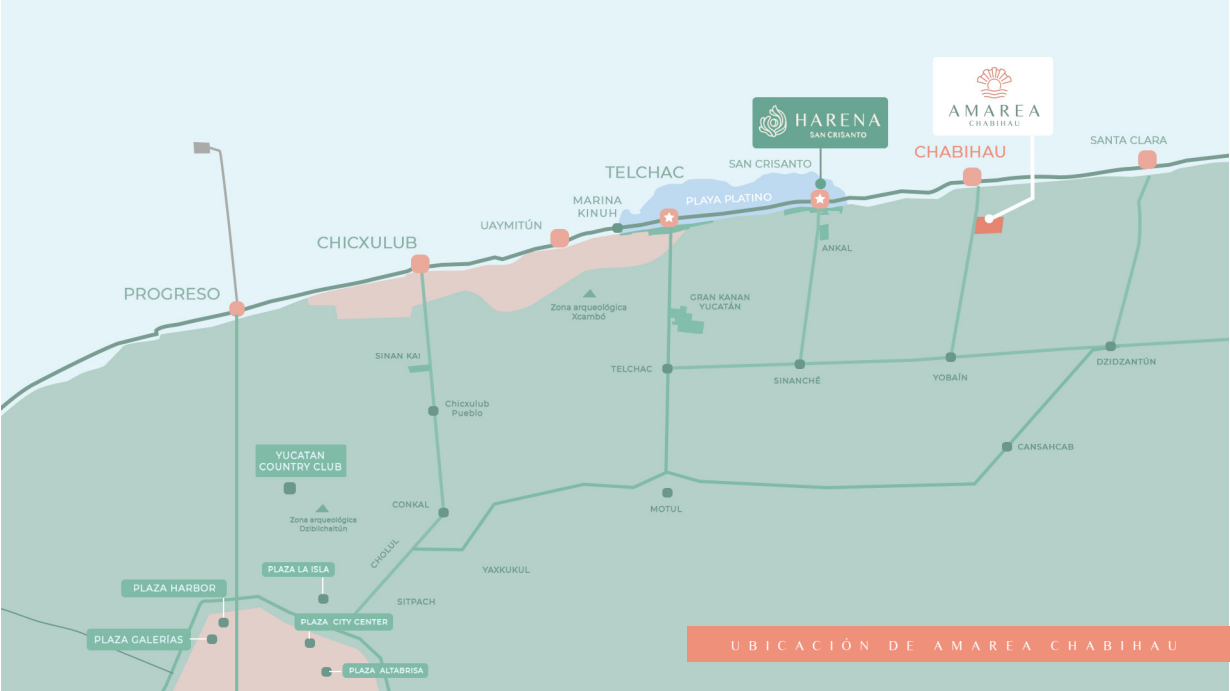 HARENA
SAN CRISANTO
AMAREA
CHABIHAU
SANTA CLARA
CHABIHAU
SAN CRISANTO
TELCHAC
PLAYA PLATINO
MARINA
KINUH
UAYMITÚN
CHICXULUB
ANKAL
PROGRESO
Zona arqueológica
Xcambó
GRAN KANAN
YUCATÁN
SINAN KAI
TELCHAC
SINANCHÉ
YOBAÍN
DZIDZANTÚN
Chicxulub
Pueblo
CANSAHCAB
YUCATAN
COUNTRY CLUB
CONKAL
MOTUL
Zona arqueológica
Dzibilchaltún
CHOLUL
PLAZA LA ISLA
YAXKUKUL
PLAZA HARBOR
SITPACH
PLAZA CITY CENTER
PLAZA GALERÍAS
PLAZA ALTABRISA
UBICACIÓN DE AMAREA CHABIHAU